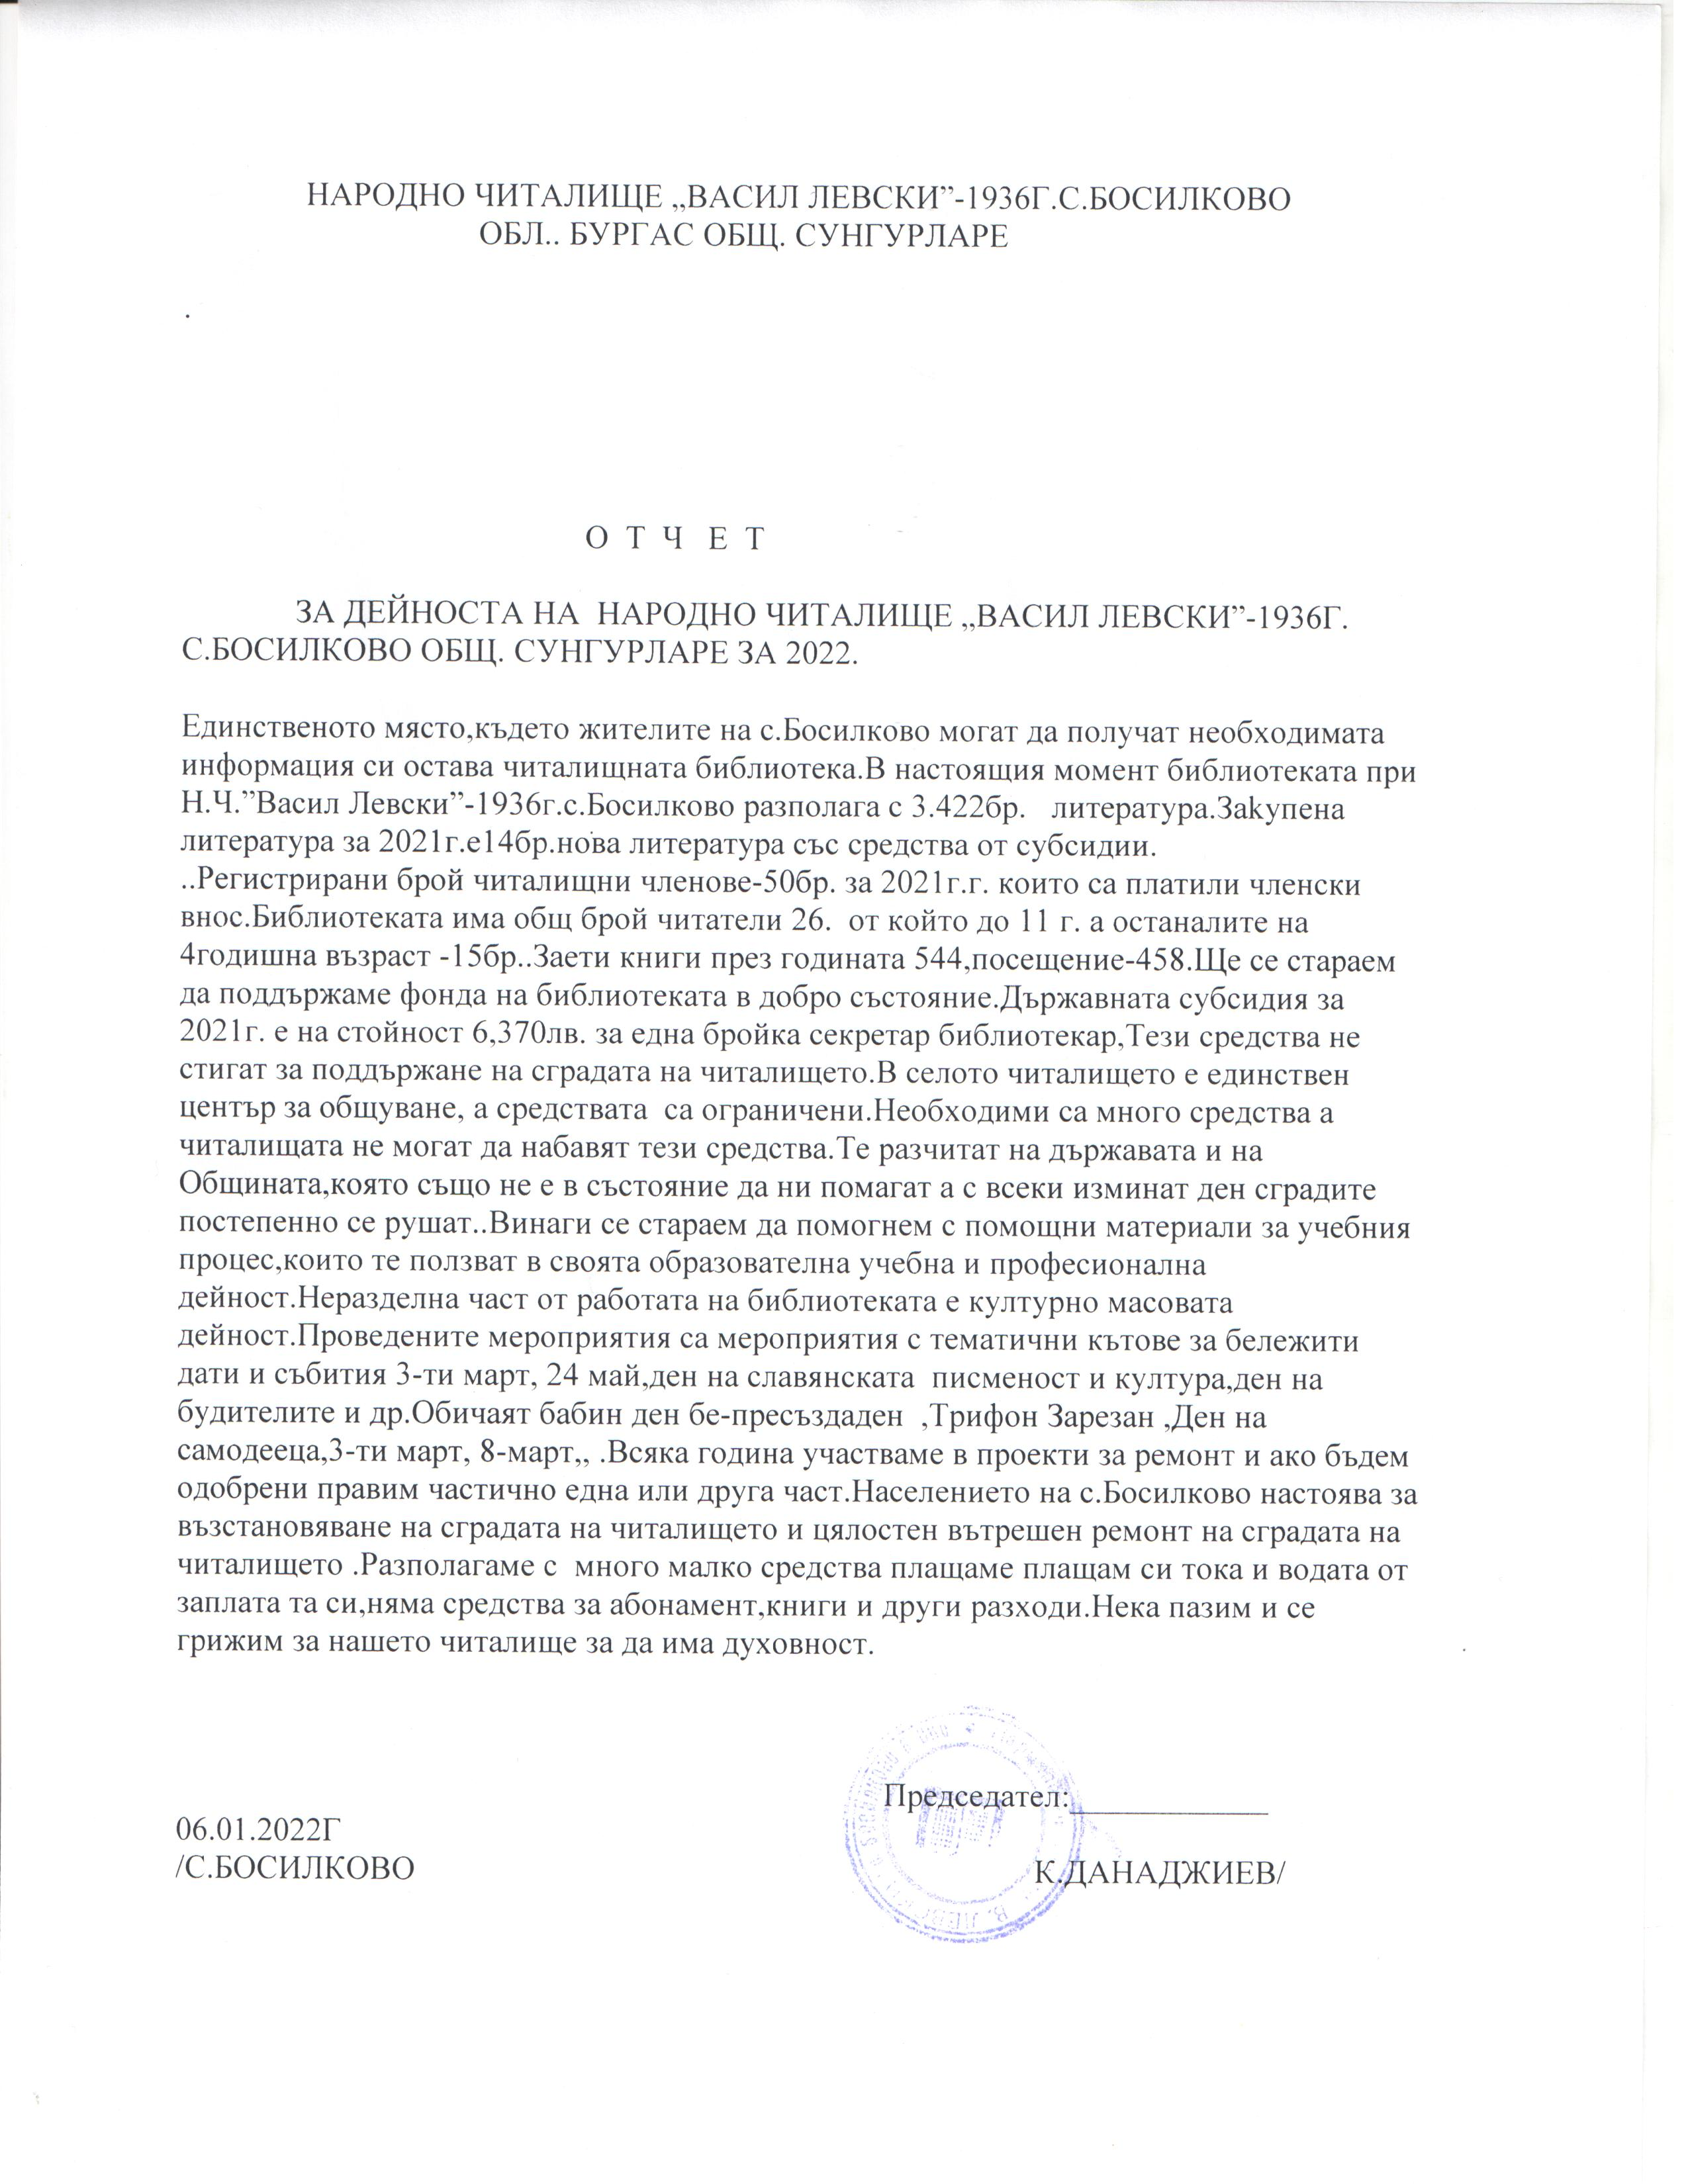 НАРОДНО ЧИТАЛИЩЕ „ВАСИЛ ЛЕВСКИ”-1936Г.С.БОСИЛКОВО
ОБЛ.. БУРГАС ОБЩ. СУНГУРЛАРЕ
.
О Т Ч Е Т
ЗА ДЕЙНОСТА НА НАРОДНО ЧИТАЛИЩЕ „ВАСИЛ ЛЕВСКИ”-1936Г.
С.БОСИЛКОВО ОБЩ. СУНГУРЛАРЕ ЗА 2022.
Единственото място,където жителите на с.Босилково могат да получат необходимата
информация си остава читалищната библиотека.В настоящия момент библиотеката при
Н.Ч.”Васил Левски”-1936г.с.Босилково разполага с 3.422бр. литература.Заkупена
литература за 2021г.е14бр.нова литература със средства от субсидии.
..Регистрирани брой читалищни членове-50бр. за 2021г.г. които са платили членски
внос.Библиотеката има общ брой читатели 26. от който до 11 г. а останалите на
4годишна възраст -15бр..Заети книги през годината 544,посещение-458.Ще се стараем
да поддържаме фонда на библиотеката в добро състояние.Държавната субсидия за
2021г. е на стойност 6,370лв. за една бройка секретар библиотекар,Тези средства не
стигат за поддържане на сградата на читалището.В селото читалището е единствен
център за общуване, а средствата са ограничени.Необходими са много средства а
читалищата не могат да набавят тези средства.Те разчитат на държавата и на
Общината,която също не е в състояние да ни помагат а с всеки изминат ден сградите
постепенно се рушат..Винаги се стараем да помогнем с помощни материали за учебния
процес,които те ползват в своята образователна учебна и професионална
дейност.Неразделна част от работата на библиотеката е културно масовата
дейност.Проведените мероприятия са мероприятия с тематични кътове за бележити
дати и събития 3-ти март, 24 май,ден на славянската писменост и култура,ден на
будителите и др.Обичаят бабин ден бе-пресъздаден ,Трифон Зарезан ,Ден на
самодееца,3-ти март, 8-март,, .Всяка година участваме в проекти за ремонт и ако бъдем
одобрени правим частично една или друга част.Населението на с.Босилково настоява за
възстановяване на сградата на читалището и цялостен вътрешен ремонт на сградата на
читалището .Разполагаме с много малко средства плащаме плащам си тока и водата от
заплата та си,няма средства за абонамент,книги и други разходи.Нека пазим и се
грижим за нашето читалище за да има духовност.
Председател:____________
06.01.2022Г
/С.БОСИЛКОВО К.ДАНАДЖИЕВ/
В. ЛЕВСКИ